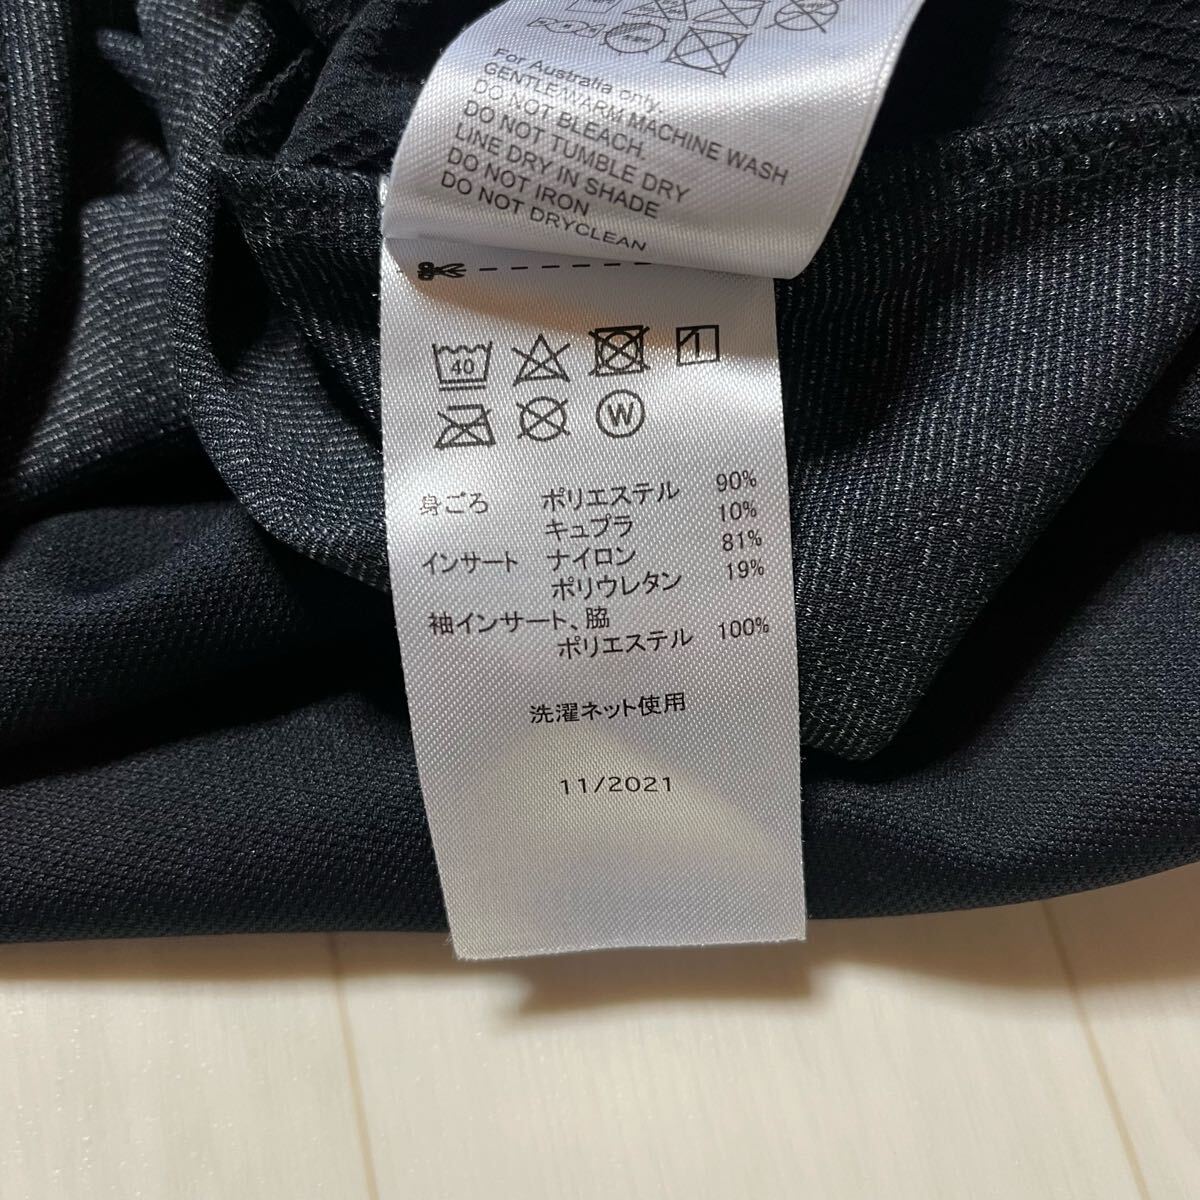 For Australia only.
GENTLE WARM MACHINE WASH
DO NOT BLEACH.
DO NOT TUMBLE DRY
LINE DRY IN SHADE
DO NOT IRON
DO NOT DRYCLEAN
40
W
身ごろ ポリエステル 90%
キュプラ 10%
インサート ナイロン 81%
ポリウレタン 19%
袖インサート、脇
ポリエステル 100%
洗濯ネット使用
11/2021